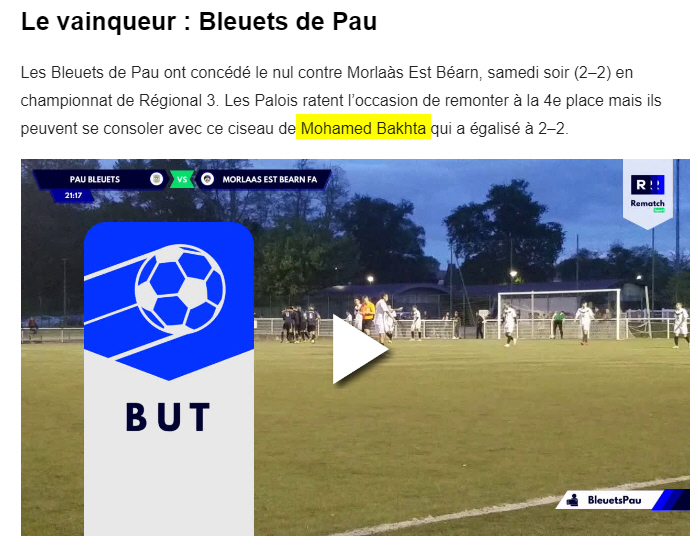 Le vainqueur : Bleuets de Pau
Les Bleuets de Pau ont concédé le nul contre Morlaàs Est Béarn, samedi soir (2–2) en
championnat de Régional 3. Les Palois ratent l’occasion de remonter à la 4e place mais ils
peuvent se consoler avec ce ciseau de Mohamed Bakhta qui a égalisé à 2–2.
PAU BLEUETS VS MORLAAS EST BEARN FA
21:17
R
Rematch
BUT
BleuetsPau